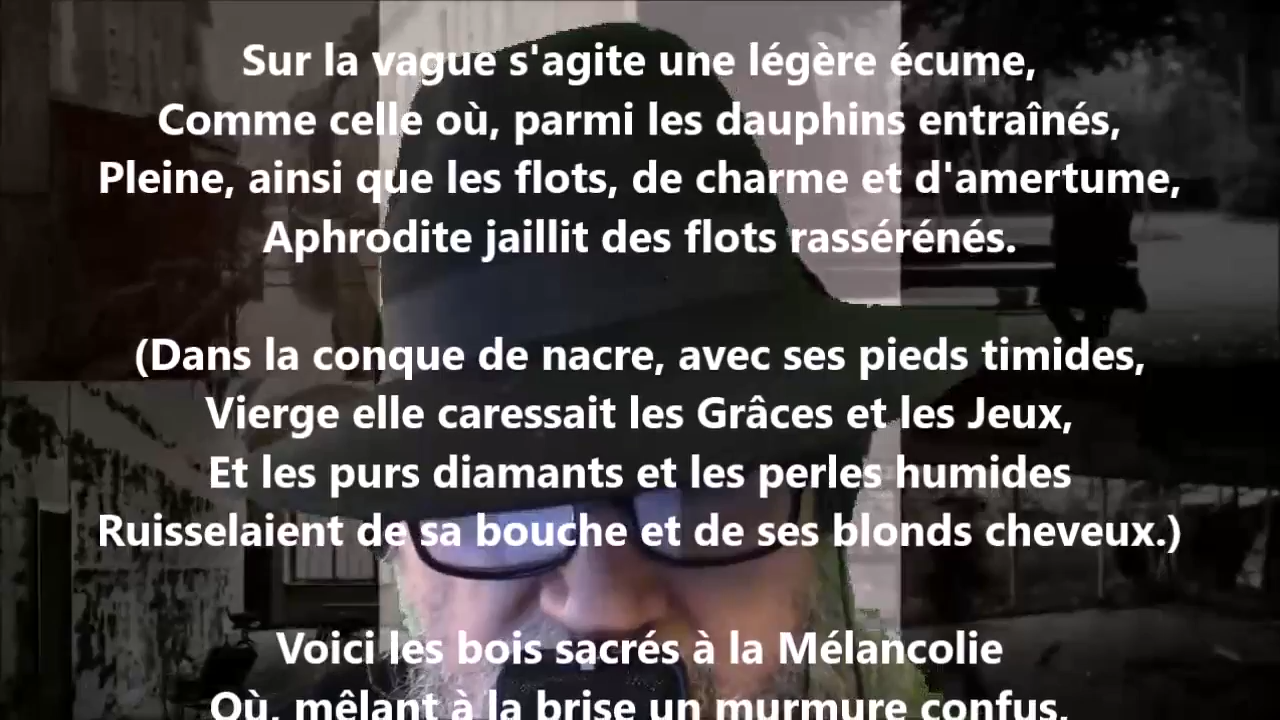 Sur la vague s'agite une légère écume,
Comme celle où, parmi les dauphins entraînés,
Pleine, ainsi que les flots, de charme et d'amertume,
Aphrodite jaillit des flots rassérénés.
(Dans la conque de nacre, avec ses pieds timides,
Vierge elle caressait les Grâces et les Jeux,
Et les purs diamants et les perles humides
Ruisselaient de sa bouche et de ses blonds cheveux.)
Voici les bois sacrés à la Mélancolie
Où, mêlant à la brise un murmure confus,